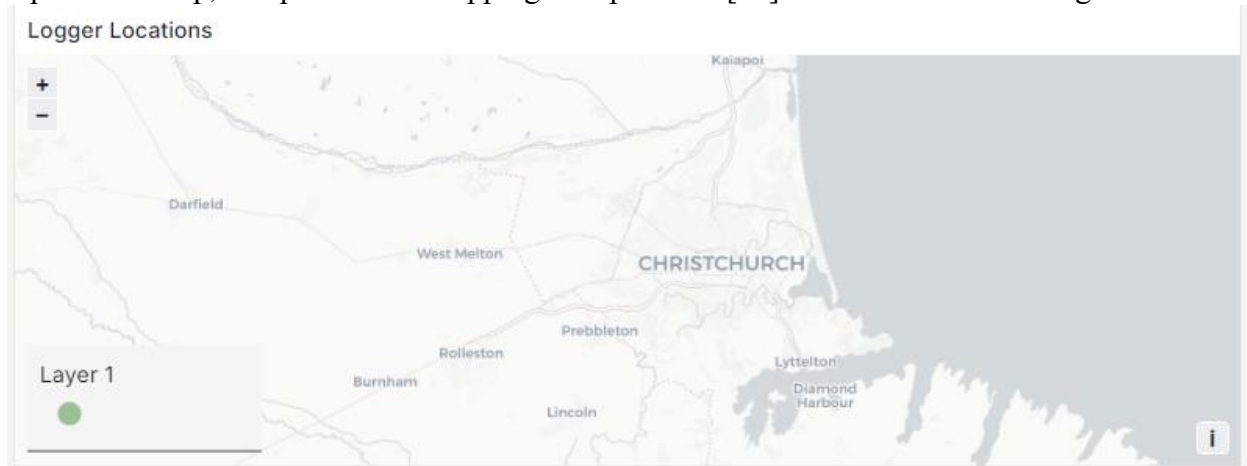 Logger Locations
+
−
Kaiapoi
Darfield
West Melton
CHRISTCHURCH
Prebbleton
Rolleston
Lyttelton
Burnham
Diamond
Harbour
Lincoln
Layer 1
i